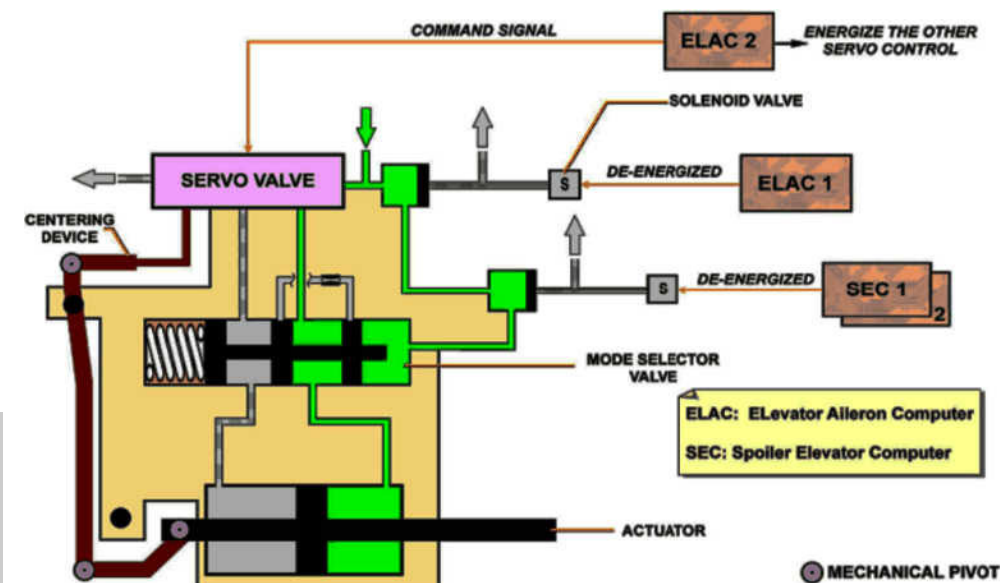 COMMAND SIGNAL
ELAC 2
ENERGIZE THE OTHER
SERVO CONTROL
SOLENOID VALVE
SERVO VALVE
S
DE-ENERGIZED
ELAC 1
CENTERING
DEVICE
S
DE-ENERGIZED
SEC 1
2
MODE SELECTOR
VALVE
ELAC: ELevator Aileron Computer
SEC: Spoiler Elevator Computer
ACTUATOR
MECHANICAL PIVOT